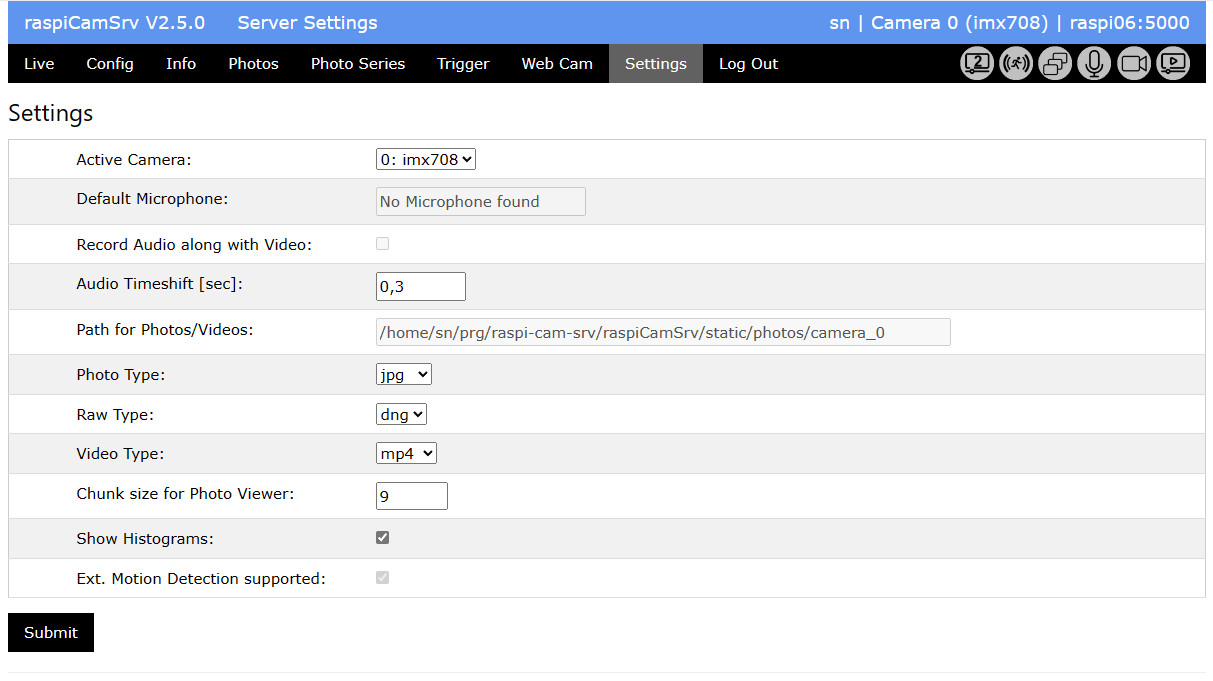 raspiCamSrv V2.5.0 Server Settings sn | Camera 0 (imx708) | raspi06:5000
Live Config Info Photos Photo Series Trigger Web Cam Settings Log Out 2
Settings
Active Camera: 0: imx708
Default Microphone: No Microphone found
Record Audio along with Video:
Audio Timeshift [sec]: 0,3
Path for Photos/Videos: /home/sn/prg/raspi-cam-srv/raspiCamSrv/static/photos/camera_0
Photo Type: jpg
Raw Type: dng
Video Type: mp4
Chunk size for Photo Viewer: 9
Show Histograms:
Ext. Motion Detection supported:
Submit